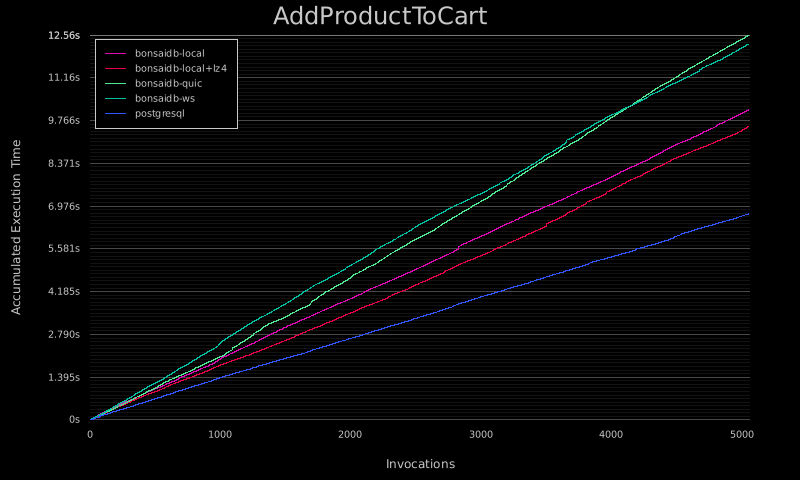 AddProductToCart
12.56s
11.16s
9.766s
8.371s
6.976s
5.581s
4.185s
2.790s
1.395s
0s
bonsaidb-local
bonsaidb-local+lz4
bonsaidb-quic
bonsaidb-ws
postgresql
Accumulated Execution Time
0 1000 2000 3000 4000 5000
Invocations